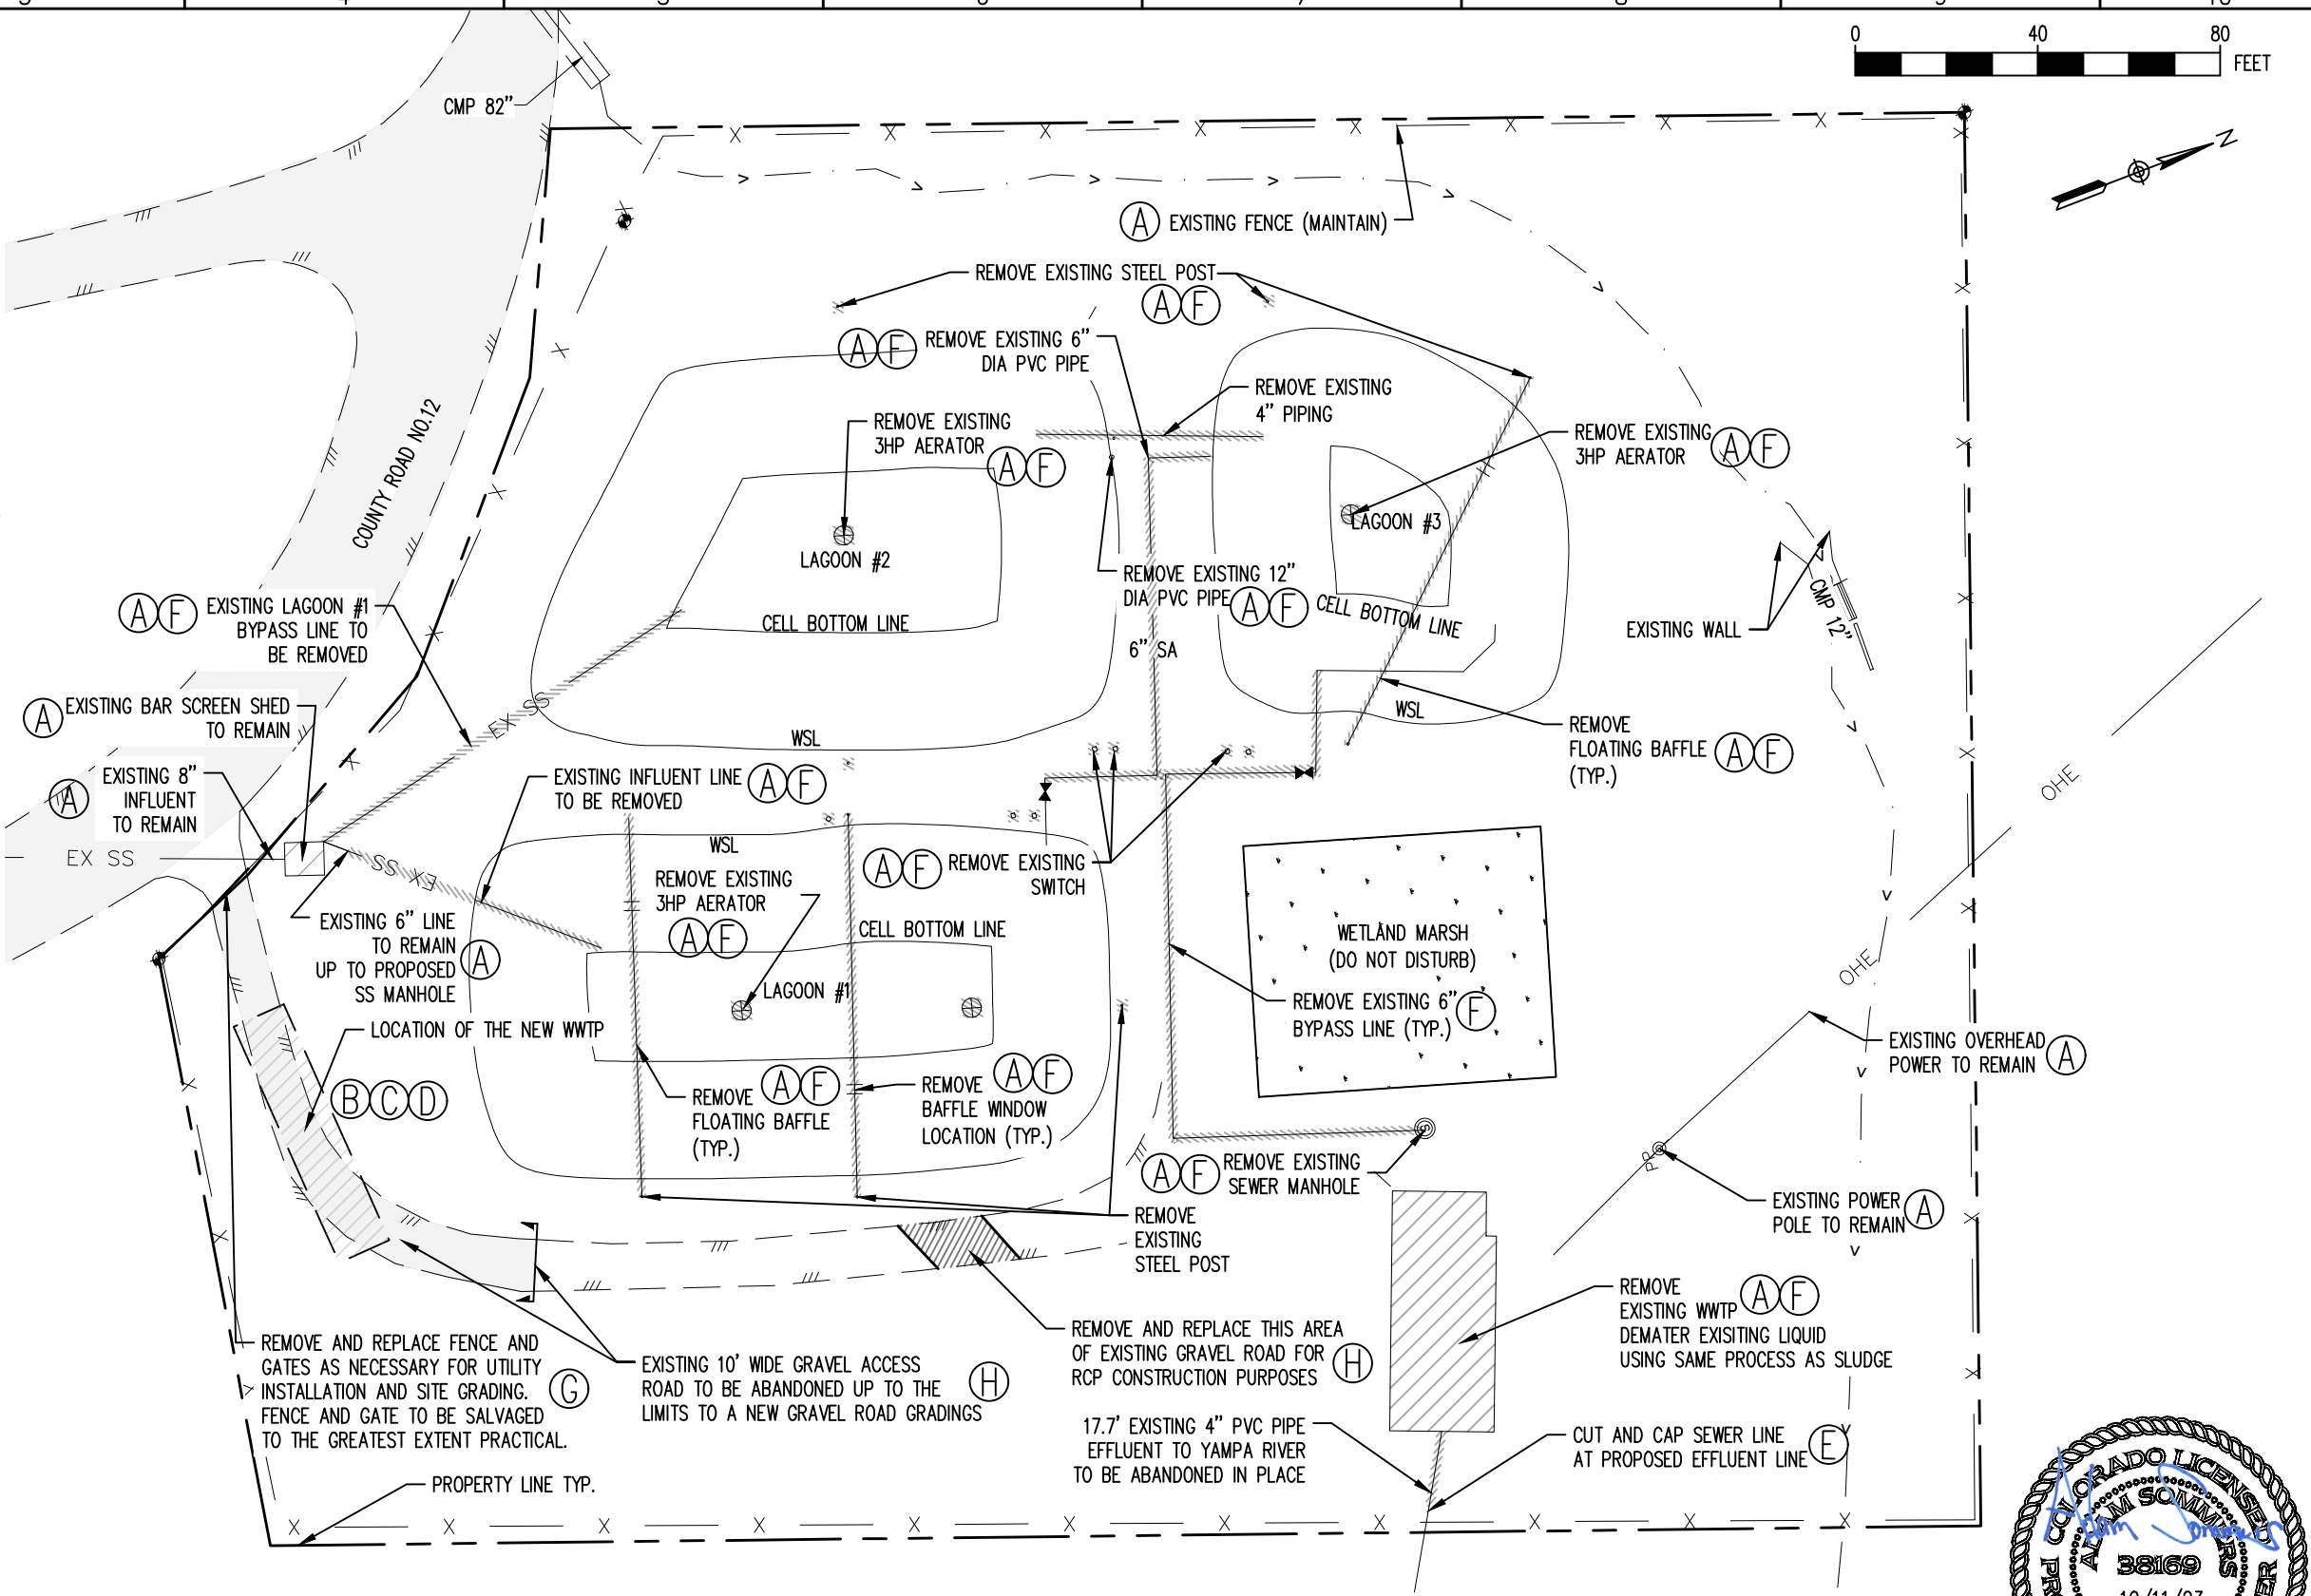 0 40 80
FEET
N
CMP 82"
A EXISTING FENCE (MAINTAIN)
REMOVE EXISTING STEEL POST
A F
A F REMOVE EXISTING 6"
DIA PVC PIPE
REMOVE EXISTING
4" PIPING
REMOVE EXISTING
3HP AERATOR
A F
REMOVE EXISTING
3HP AERATOR
A F
COUNTY ROAD NO.12
LAGOON #2
LAGOON #3
CELL BOTTOM LINE
REMOVE EXISTING 12"
DIA PVC PIPE
A F
CELL BOTTOM LINE
6" SA
CMP 12"
EXISTING WALL
A F EXISTING LAGOON #1
BYPASS LINE TO
BE REMOVED
EX SS
A EXISTING BAR SCREEN SHED
TO REMAIN
WSL
WSL
REMOVE
FLOATING BAFFLE
(TYP.)
A F
A EXISTING 8"
INFLUENT
TO REMAIN
EXISTING INFLUENT LINE
TO BE REMOVED
A F
OHE
EX SS
EX SS
WSL
REMOVE EXISTING
3HP AERATOR
A F
A F REMOVE EXISTING
SWITCH
CELL BOTTOM LINE
EXISTING 6" LINE
TO REMAIN
UP TO PROPOSED
SS MANHOLE
A
WETLAND MARSH
(DO NOT DISTURB)
OHE
LAGOON #1
REMOVE EXISTING 6"
BYPASS LINE (TYP.)
F
LOCATION OF THE NEW WWTP
B C D
EXISTING OVERHEAD
POWER TO REMAIN
A
REMOVE
FLOATING BAFFLE
(TYP.)
A F
REMOVE
BAFFLE WINDOW
LOCATION (TYP.)
A F
A F REMOVE EXISTING
SEWER MANHOLE
PP
EXISTING POWER
POLE TO REMAIN
A
REMOVE
EXISTING
STEEL POST
REMOVE
EXISTING WWTP
DEMATER EXISITING LIQUID
USING SAME PROCESS AS SLUDGE
A F
REMOVE AND REPLACE FENCE AND
GATES AS NECESSARY FOR UTILITY
INSTALLATION AND SITE GRADING.
FENCE AND GATE TO BE SALVAGED
TO THE GREATEST EXTENT PRACTICAL.
G
EXISTING 10' WIDE GRAVEL ACCESS
ROAD TO BE ABANDONED UP TO THE
LIMITS TO A NEW GRAVEL ROAD GRADINGS
H
REMOVE AND REPLACE THIS AREA
OF EXISTING GRAVEL ROAD FOR
RCP CONSTRUCTION PURPOSES
H
17.7' EXISTING 4" PVC PIPE
EFFLUENT TO YAMPA RIVER
TO BE ABANDONED IN PLACE
CUT AND CAP SEWER LINE
AT PROPOSED EFFLUENT LINE
E
PROPERTY LINE TYP.
COLORADO LICENSED
ADAM SOMMERS
Adam Sommers
38169